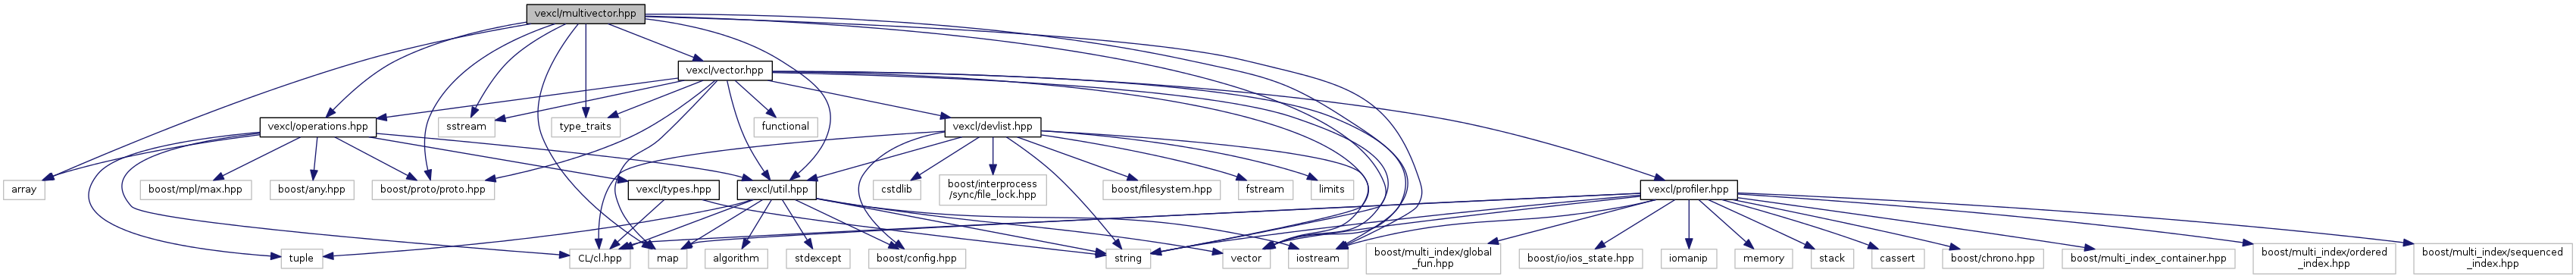 vexcl/multivector.hpp
vexcl/vector.hpp
vexcl/operations.hpp
sstream
type_traits
functional
vexcl/devlist.hpp
array
boost/mpl/max.hpp
boost/any.hpp
boost/proto/proto.hpp
vexcl/types.hpp
vexcl/util.hpp
cstdlib
boost/interprocess
/sync/file_lock.hpp
boost/filesystem.hpp
fstream
limits
vexcl/profiler.hpp
tuple
CL/cl.hpp
map
algorithm
stdexcept
boost/config.hpp
string
vector
iostream
boost/multi_index/global
_fun.hpp
boost/io/ios_state.hpp
iomanip
memory
stack
cassert
boost/chrono.hpp
boost/multi_index_container.hpp
boost/multi_index/ordered
_index.hpp
boost/multi_index/sequenced
_index.hpp